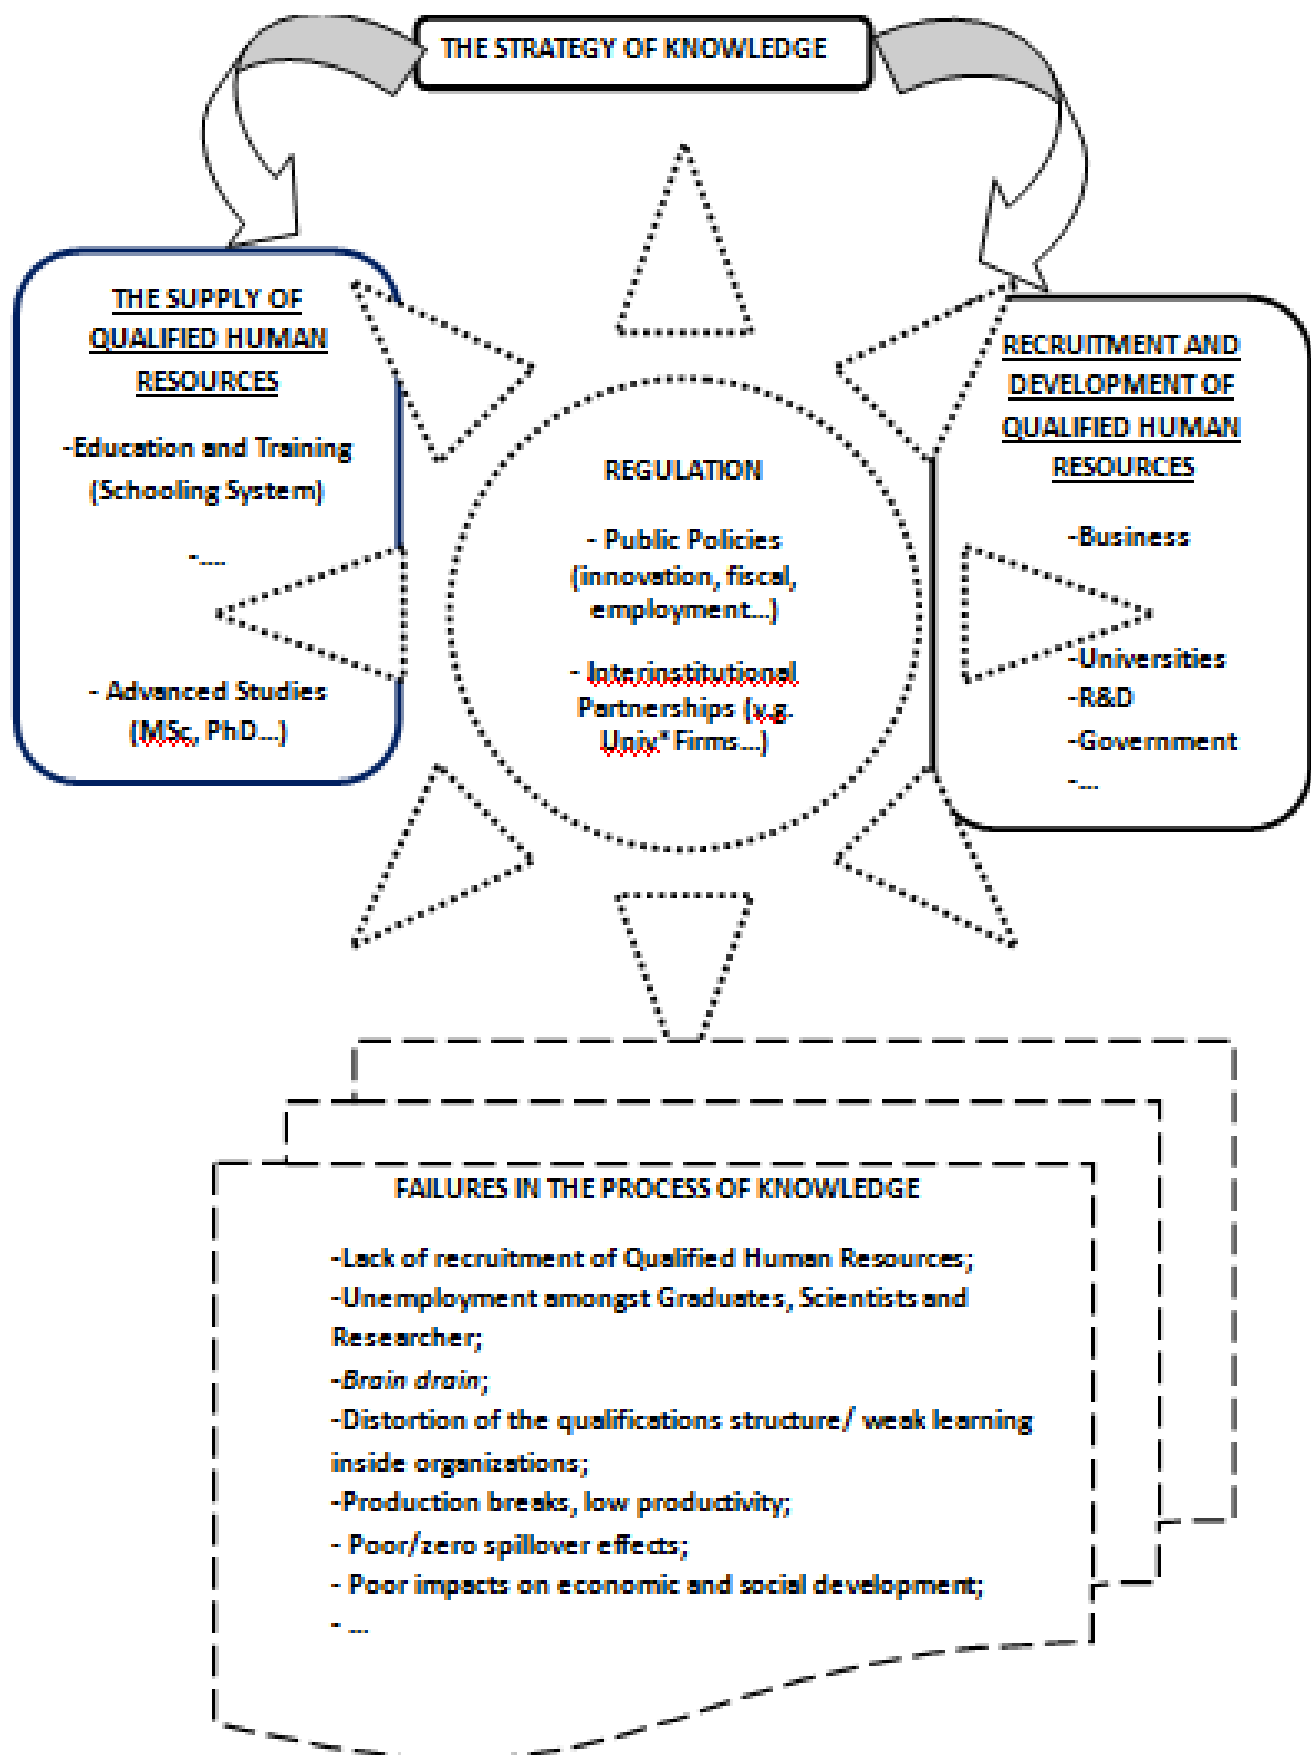 THE STRATEGY OF KNOWLEDGE
THE SUPPLY OF
QUALIFIED HUMAN
RESOURCES
-Education and Training
(Schooling System)
-....
- Advanced Studies
(MSc, PhD...)
REGULATION
- Public Policies
(innovation, fiscal,
employment...)
- Interinstitutional
Partnerships (v.g.
Univ.* Firms...)
RECRUITMENT AND
DEVELOPMENT OF
QUALIFIED HUMAN
RESOURCES
-Business
-Universities
-R&D
-Government
-...
FAILURES IN THE PROCESS OF KNOWLEDGE
-Lack of recruitment of Qualified Human Resources;
-Unemployment amongst Graduates, Scientists and
Researcher;
-Brain drain;
-Distortion of the qualifications structure/ weak learning
inside organizations;
-Production breaks, low productivity;
- Poor/zero spillover effects;
- Poor impacts on economic and social development;
- ...